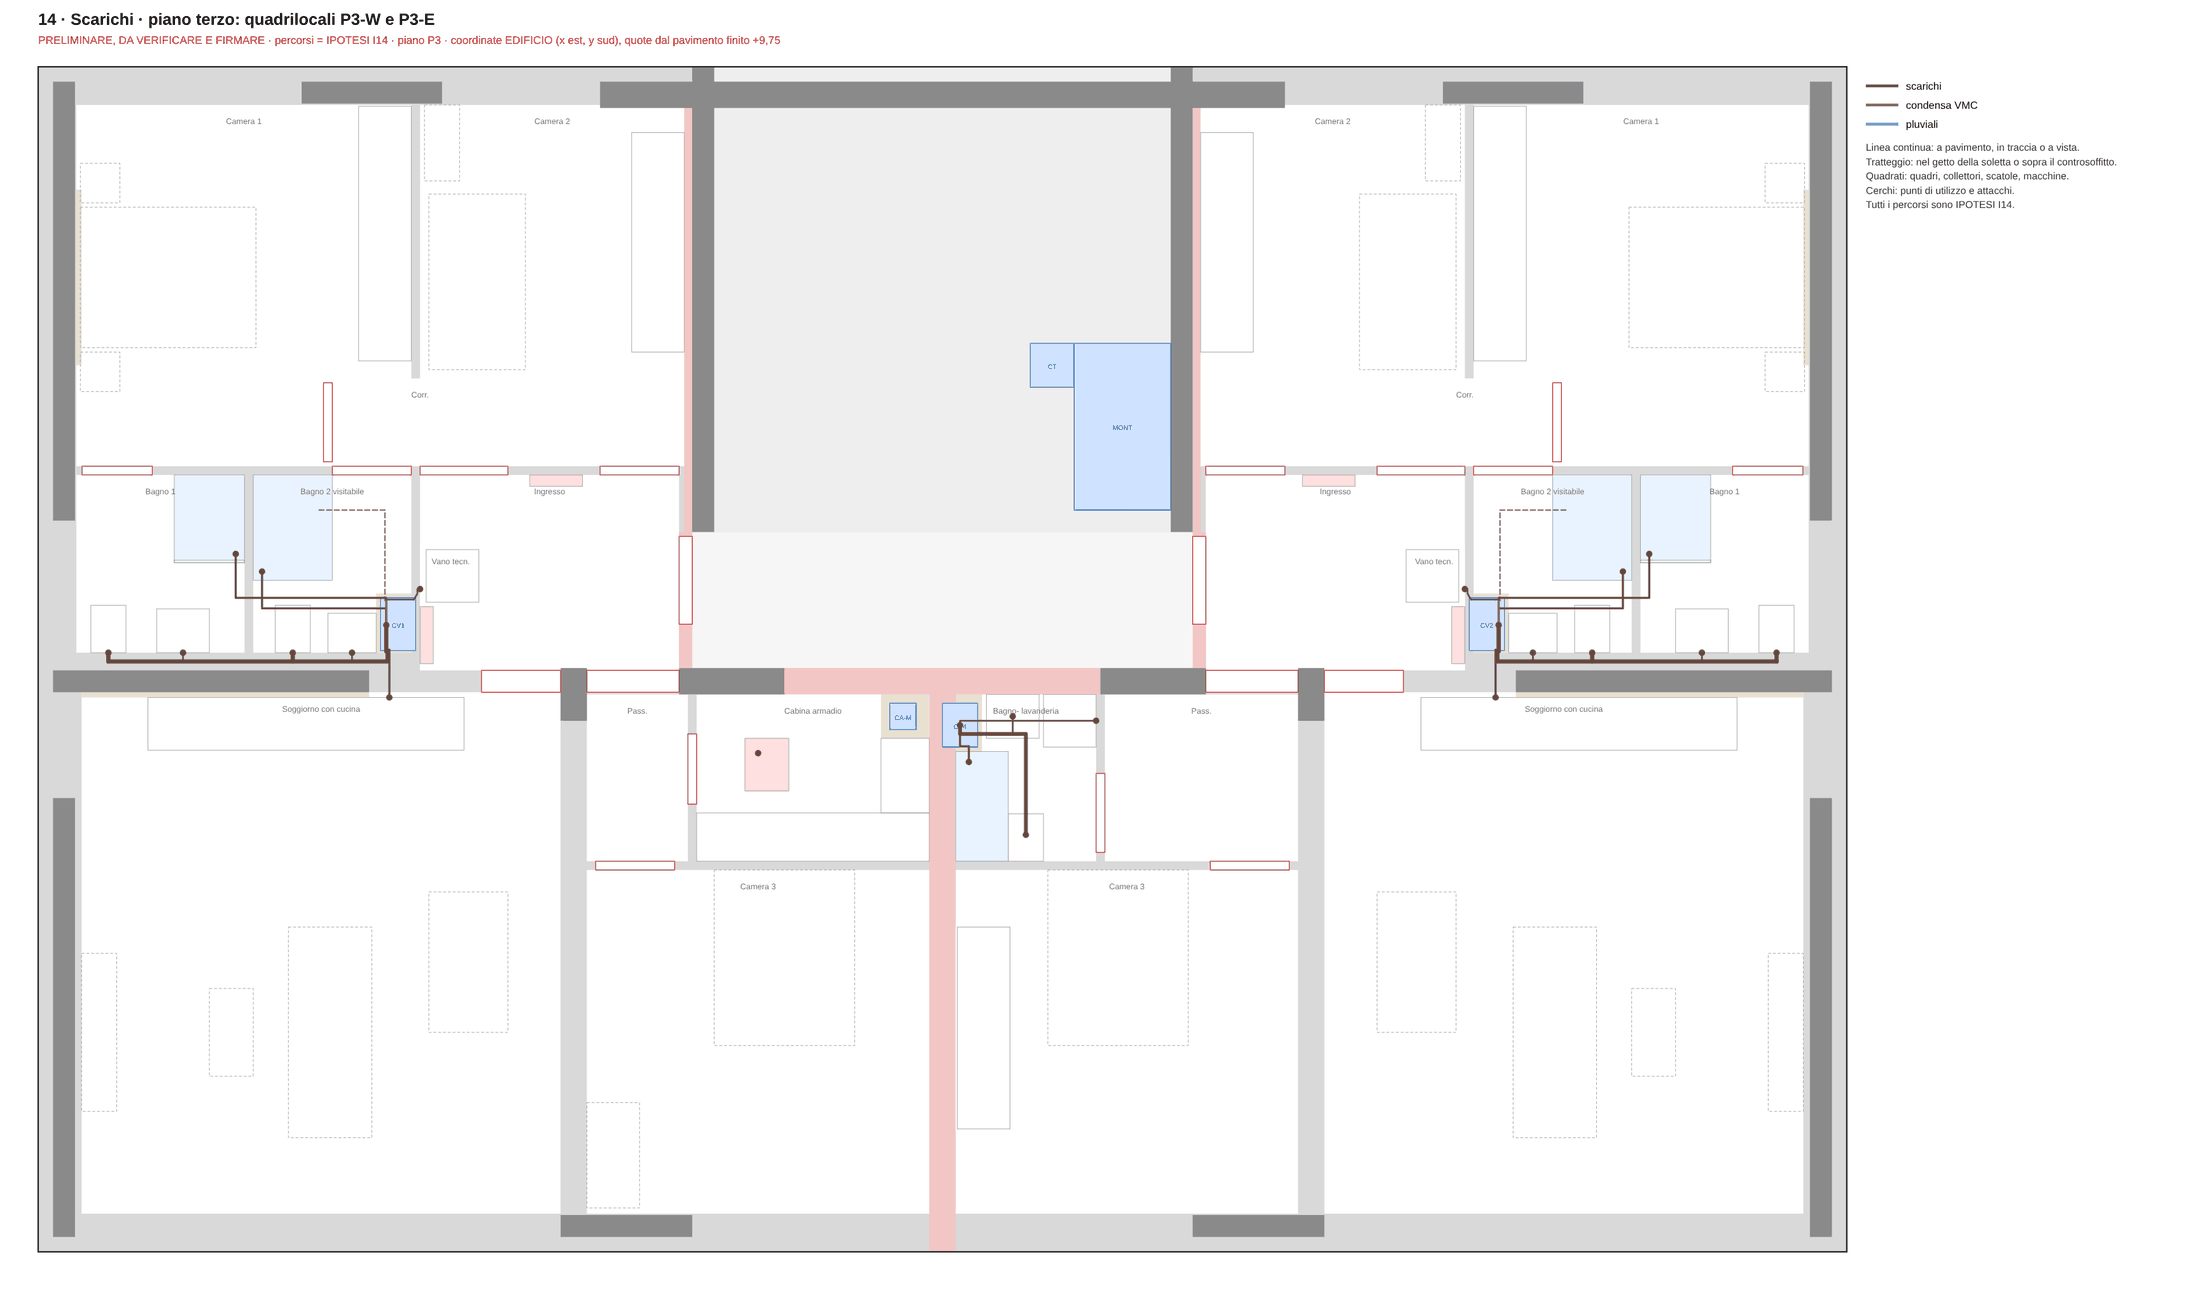 14 · Scarichi · piano terzo: quadrilocali P3-W e P3-E
PRELIMINARE, DA VERIFICARE E FIRMARE · percorsi = IPOTESI I14 · piano P3 · coordinate EDIFICIO (x est, y sud), quote dal pavimento finito +9,75
scarichi
condensa VMC
pluviali
Linea continua: a pavimento, in traccia o a vista.
Tratteggio: nel getto della soletta o sopra il controsoffitto.
Quadrati: quadri, collettori, scatole, macchine.
Cerchi: punti di utilizzo e attacchi.
Tutti i percorsi sono IPOTESI I14.
Camera 1
Camera 2
Camera 2
Camera 1
CT
Corr.
Corr.
MONT
Bagno 1
Bagno 2 visitabile
Ingresso
Ingresso
Bagno 2 visitabile
Bagno 1
Vano tecn.
Vano tecn.
CV1
CV2
Soggiorno con cucina
Pass.
Cabina armadio
CA-M
Bagno- lavanderia
Pass.
Soggiorno con cucina
Camera 3
Camera 3